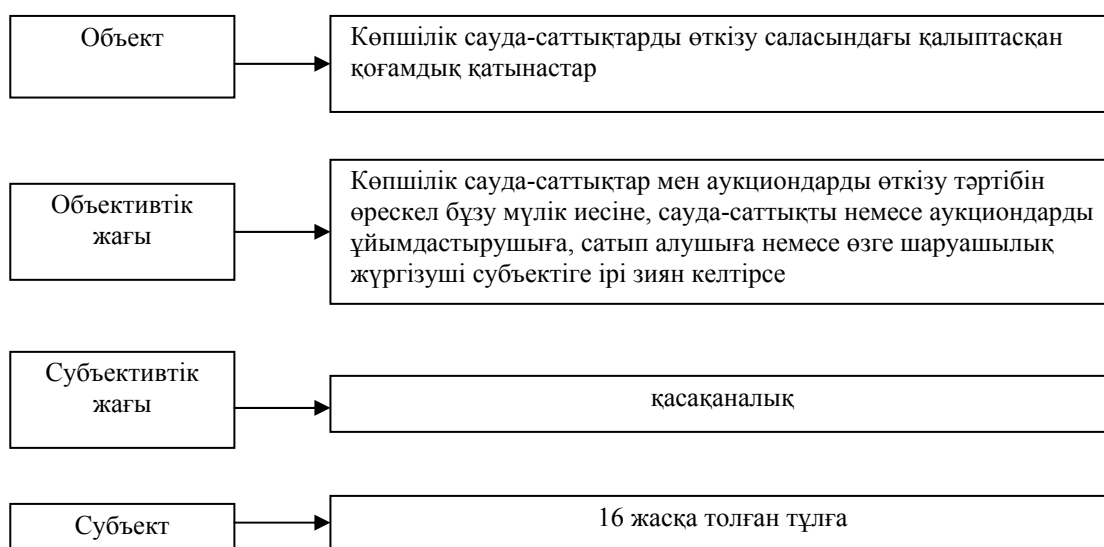 Объект
Көпшілік сауда-саттықтарды өткізу саласындағы қалыптасқан
қоғамдық қатынастар
Объективтік
жағы
Көпшілік сауда-саттықтар мен аукциондарды өткізу тәртібін
өрескел бұзу мүлік иесіне, сауда-саттықты немесе аукциондарды
ұйымдастырушыға, сатып алушыға немесе өзге шаруашылық
жүргізуші субъектіге ірі зиян келтірсе
Субъективтік
жағы
қасақаналық
Субъект
16 жасқа толған тұлға